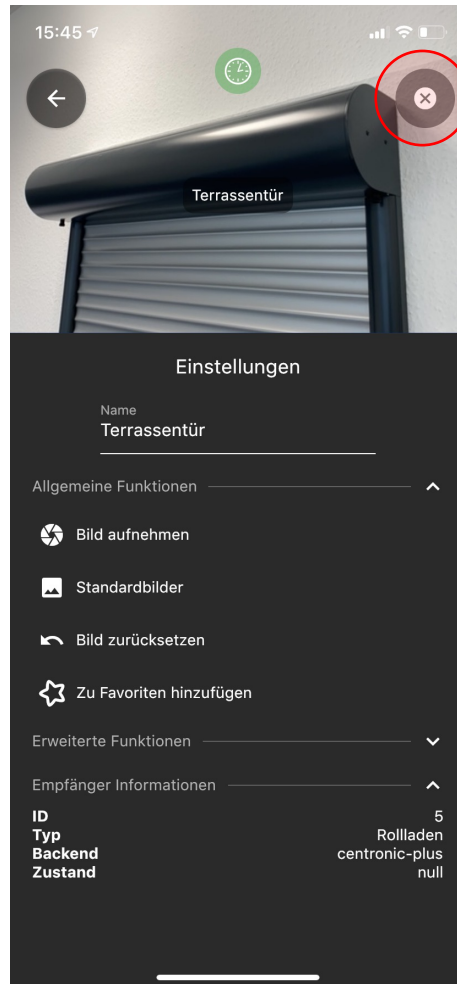 15:45
Terrassentür
Einstellungen
Name
Terrassentür
Allgemeine Funktionen
Bild aufnehmen
Standardbilder
Bild zurücksetzen
Zu Favoriten hinzufügen
Erweiterte Funktionen
Empfänger Informationen
ID 5
Typ Rollladen
Backend centronic-plus
Zustand null